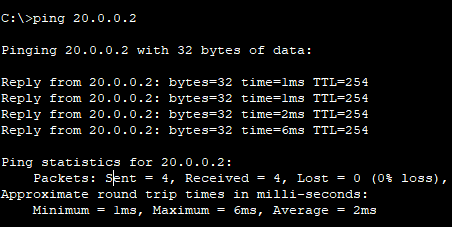 C:\>ping 20.0.0.2
Pinging 20.0.0.2 with 32 bytes of data:
Reply from 20.0.0.2: bytes=32 time=1ms TTL=254
Reply from 20.0.0.2: bytes=32 time=1ms TTL=254
Reply from 20.0.0.2: bytes=32 time=2ms TTL=254
Reply from 20.0.0.2: bytes=32 time=6ms TTL=254
Ping statistics for 20.0.0.2:
Packets: Sent = 4, Received = 4, Lost = 0 (0% loss),
Approximate round trip times in milli-seconds:
Minimum = 1ms, Maximum = 6ms, Average = 2ms